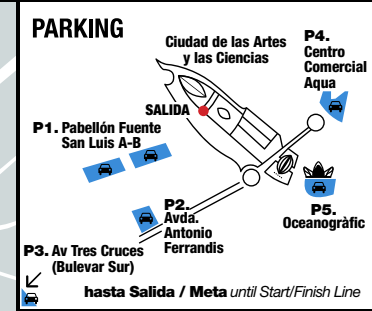 PARKING
Ciudad de las Artes
y las Ciencias
P4.
Centro
Comercial
Aqua
SALIDA
P1. Pabellón Fuente
San Luis A-B
P2.
Avda.
Antonio
Ferrandis
P5.
Oceanogràfic
P3. Av Tres Cruces
(Bulevar Sur)
hasta Salida / Meta until Start/Finish Line